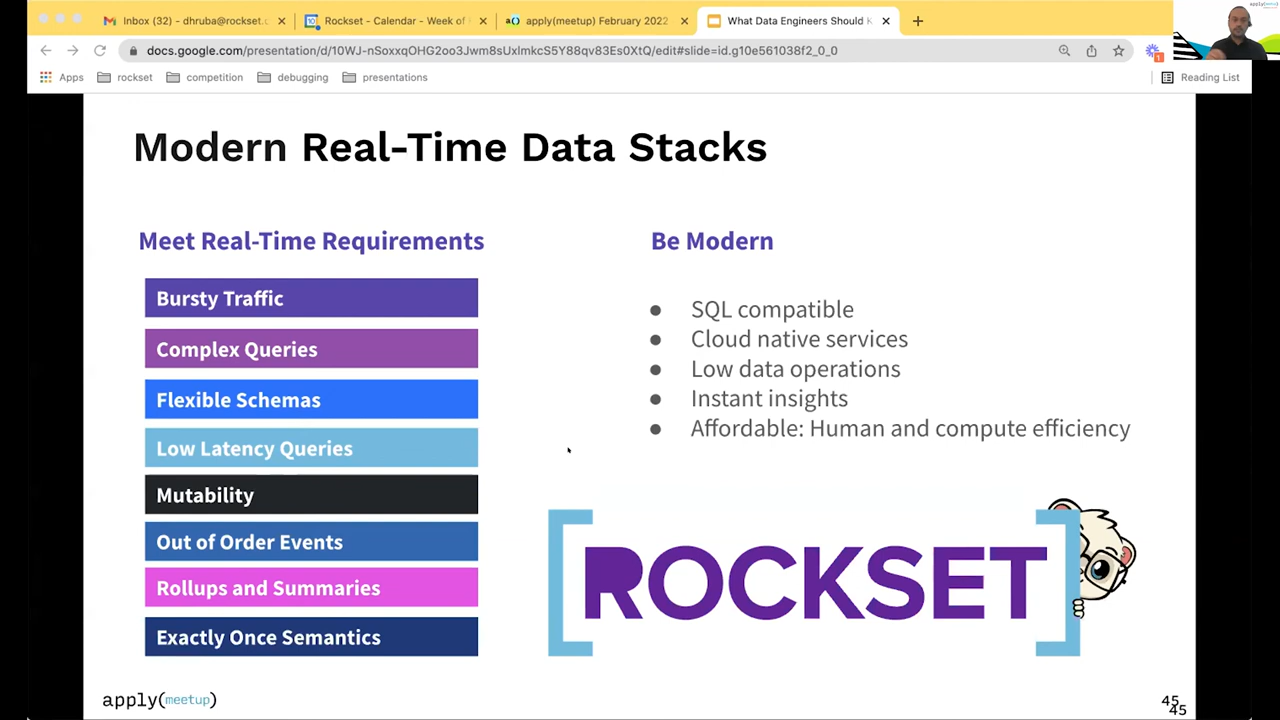 Inbox (32) - dhruba@rockset.c
Rockset - Calendar - Week of
apply(meetup) February 2022
What Data Engineers Should K
docs.google.com/presentation/d/10WJ-nSoxxqOHG2oo3Jwm8sUxlmkcS5Y88qv83Es0XtQ/edit#slide=id.g10e561038f2_0_0
Apps
rockset
competition
debugging
presentations
Reading List
Modern Real-Time Data Stacks
Meet Real-Time Requirements
Bursty Traffic
Complex Queries
Flexible Schemas
Low Latency Queries
Mutability
Out of Order Events
Rollups and Summaries
Exactly Once Semantics
Be Modern
● SQL compatible
● Cloud native services
● Low data operations
● Instant insights
● Affordable: Human and compute efficiency
[ROCKSET]
apply(meetup)
45
45